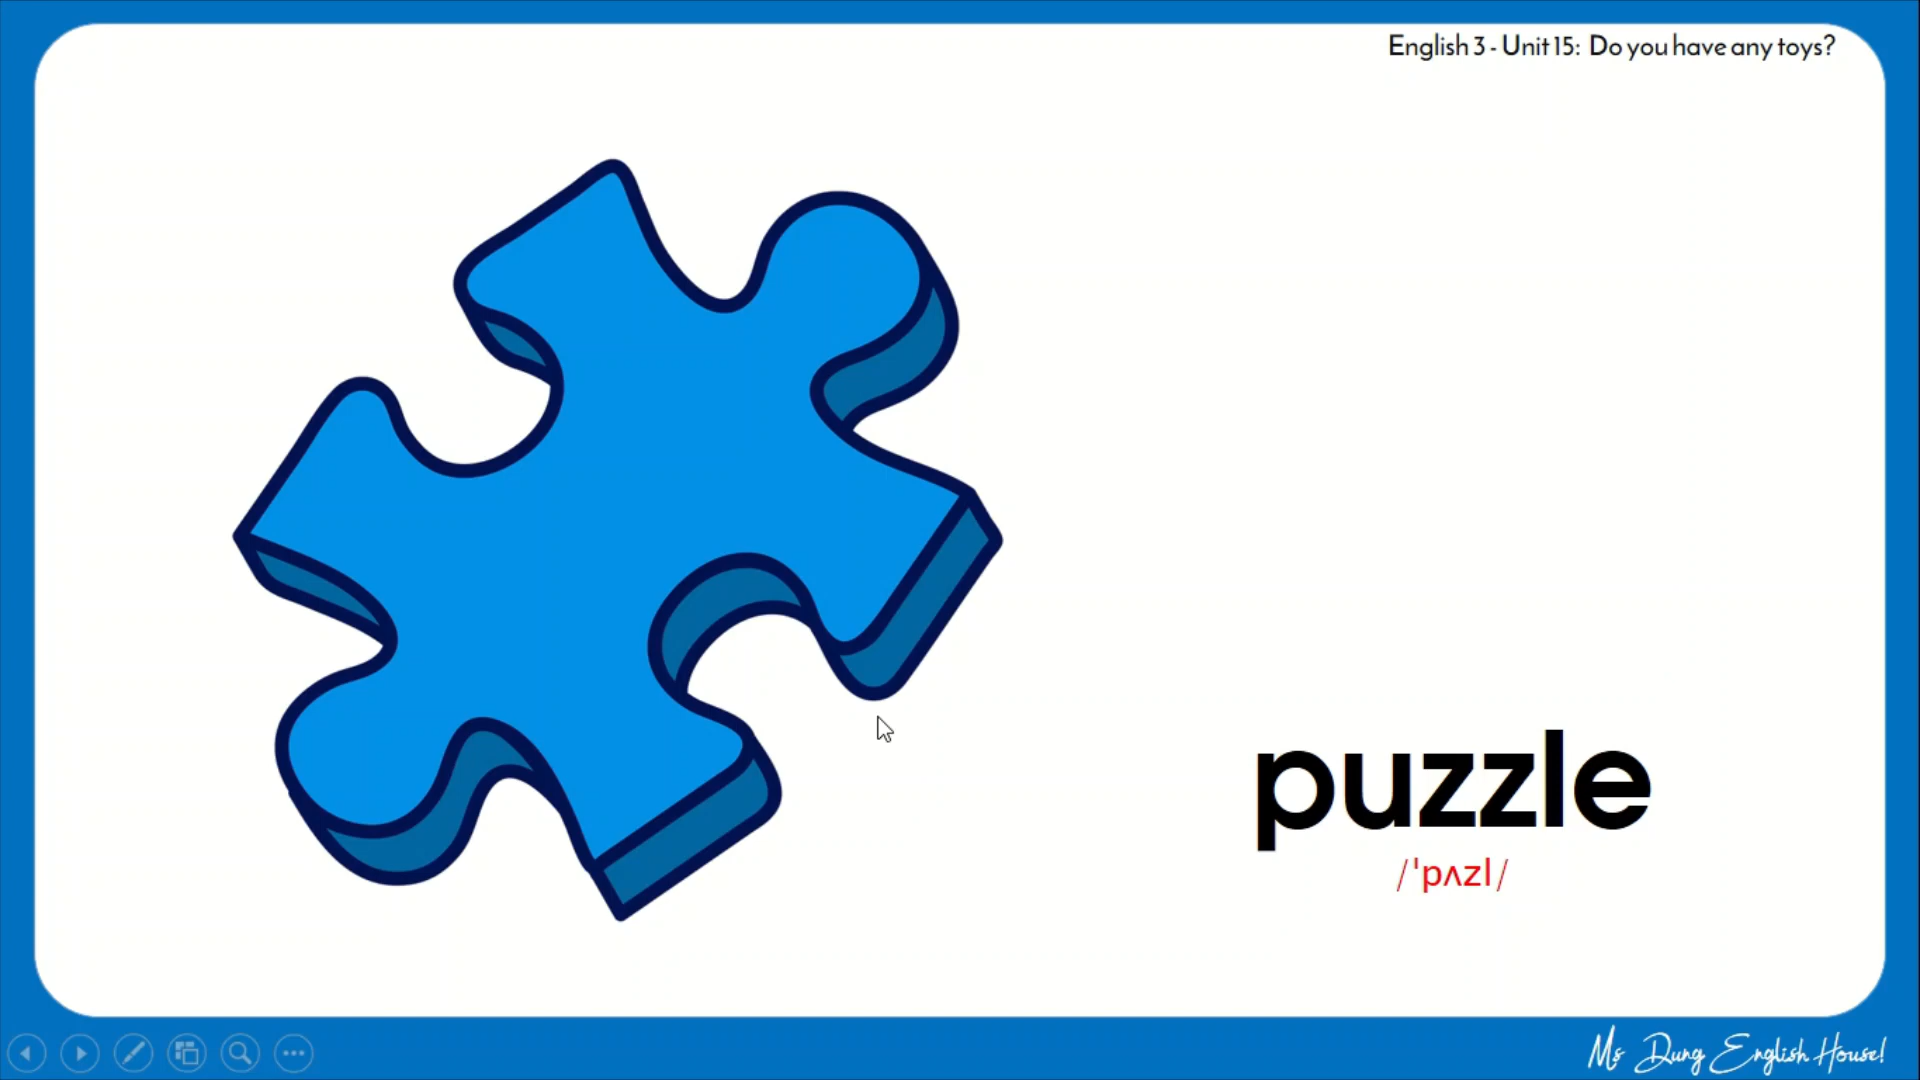 English 3 - Unit 15: Do you have any toys?
puzzle
/ˈpʌzl/
Ms Dung English House!